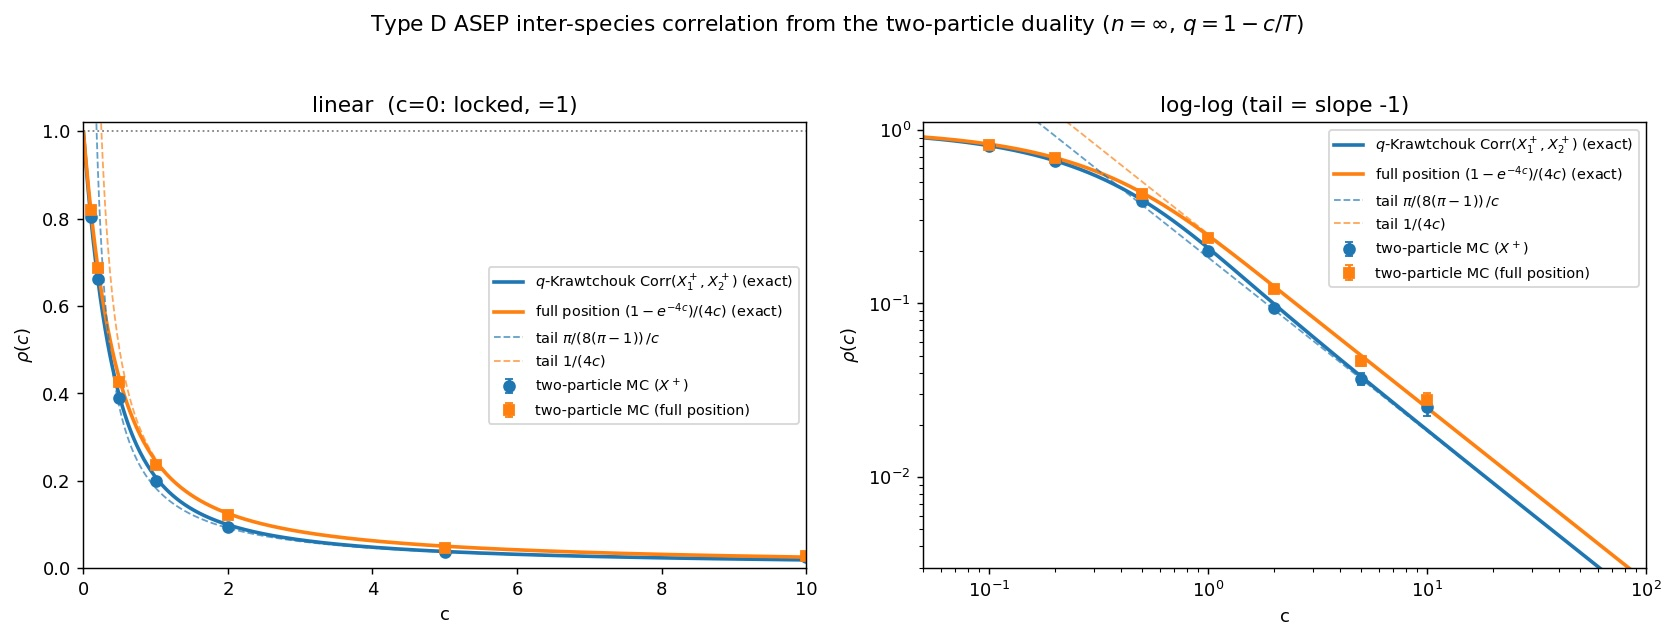 Type D ASEP inter-species correlation from the two-particle duality (n = ∞, q = 1 − c/T)
linear (c=0: locked, =1)
ρ(c)
1.0
0.8
0.6
0.4
0.2
0.0
q-Krawtchouk Corr(X₁⁺, X₂⁺) (exact)
full position (1 − e⁻⁴ᶜ)/(4c) (exact)
tail π/(8(π − 1)) /c
tail 1/(4c)
two-particle MC (X⁺)
two-particle MC (full position)
0 2 4 6 8 10
c
log-log (tail = slope -1)
ρ(c)
10⁰
10⁻¹
10⁻²
q-Krawtchouk Corr(X₁⁺, X₂⁺) (exact)
full position (1 − e⁻⁴ᶜ)/(4c) (exact)
tail π/(8(π − 1)) /c
tail 1/(4c)
two-particle MC (X⁺)
two-particle MC (full position)
10⁻¹ 10⁰ 10¹ 10²
c